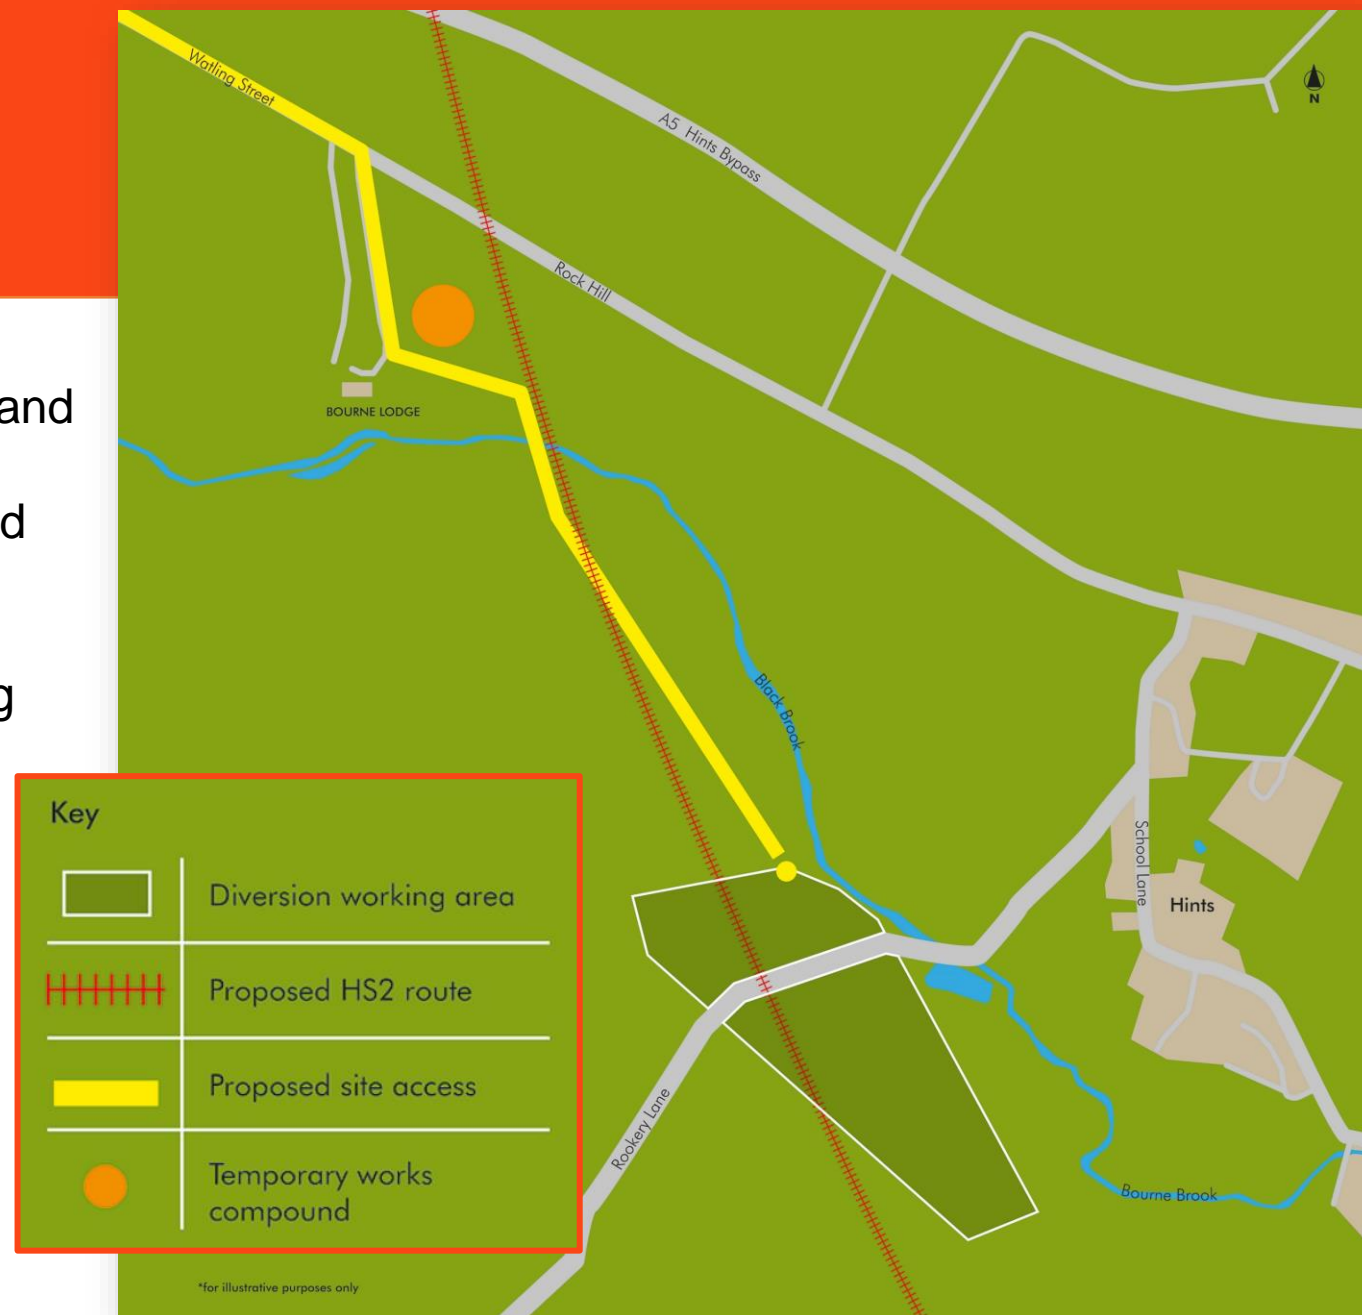 and
d
g
Watling Street
A5 Hints Bypass
N
Rock Hill
BOURNE LODGE
Black Brook
School Lane
Hints
Rookery Lane
Bourne Brook
Key
Diversion working area
Proposed HS2 route
Proposed site access
Temporary works
compound
*for illustrative purposes only